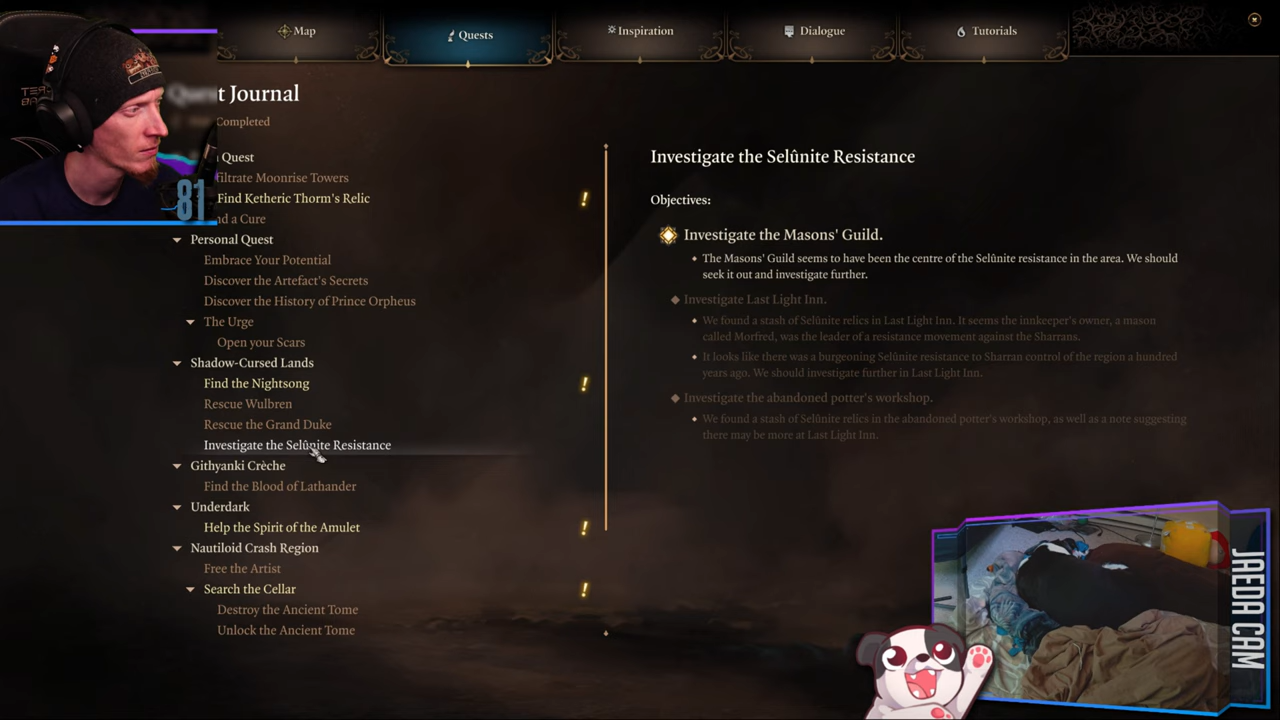 Map
Quests
Inspiration
Dialogue
Tutorials
t Journal
Completed
Quest
filtrate Moonrise Towers
Find Ketheric Thorm's Relic
nd a Cure
Personal Quest
Embrace Your Potential
Discover the Artefact's Secrets
Discover the History of Prince Orpheus
The Urge
Open your Scars
Shadow-Cursed Lands
Find the Nightsong
Rescue Wulbren
Rescue the Grand Duke
Investigate the Selûnite Resistance
Githyanki Crèche
Find the Blood of Lathander
Underdark
Help the Spirit of the Amulet
Nautiloid Crash Region
Free the Artist
Search the Cellar
Destroy the Ancient Tome
Unlock the Ancient Tome
81
Investigate the Selûnite Resistance
Objectives:
Investigate the Masons' Guild.
The Masons' Guild seems to have been the centre of the Selûnite resistance in the area. We should
seek it out and investigate further.
Investigate Last Light Inn.
We found a stash of Selûnite relics in Last Light Inn. It seems the innkeeper's owner, a mason
called Morfred, was the leader of a resistance movement against the Sharrans.
It looks like there was a burgeoning Selûnite resistance to Sharran control of the region a hundred
years ago. We should investigate further in Last Light Inn.
Investigate the abandoned potter's workshop.
We found a stash of Selûnite relics in the abandoned potter's workshop, as well as a note suggesting
there may be more at Last Light Inn.
JAEDA CAM